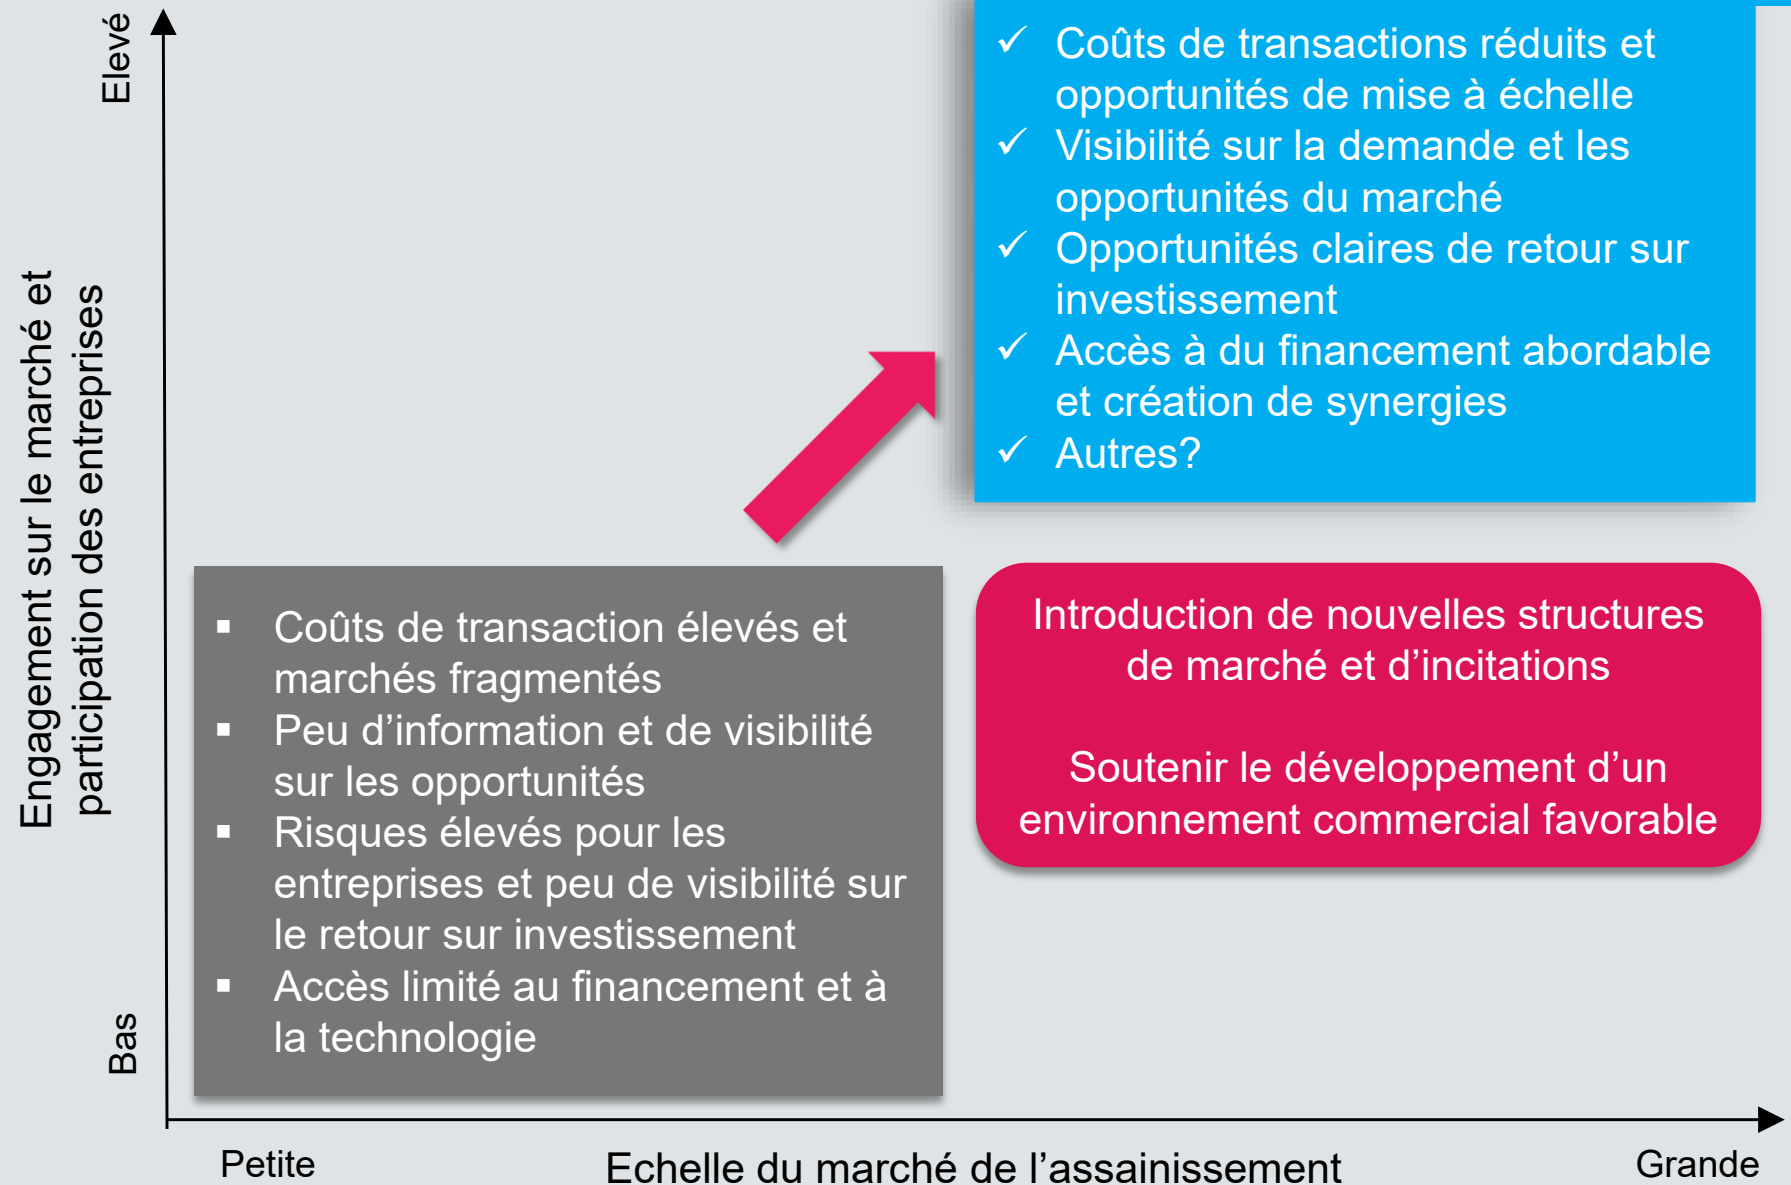 Elevé
Engagement sur le marché et
participation des entreprises
Bas
✓ Coûts de transactions réduits et
opportunités de mise à échelle
✓ Visibilité sur la demande et les
opportunités du marché
✓ Opportunités claires de retour sur
investissement
✓ Accès à du financement abordable
et création de synergies
✓ Autres?
▪ Coûts de transaction élevés et
marchés fragmentés
▪ Peu d’information et de visibilité
sur les opportunités
▪ Risques élevés pour les
entreprises et peu de visibilité sur
le retour sur investissement
▪ Accès limité au financement et à
la technologie
Introduction de nouvelles structures
de marché et d’incitations
Soutenir le développement d’un
environnement commercial favorable
Petite
Echelle du marché de l’assainissement
Grande